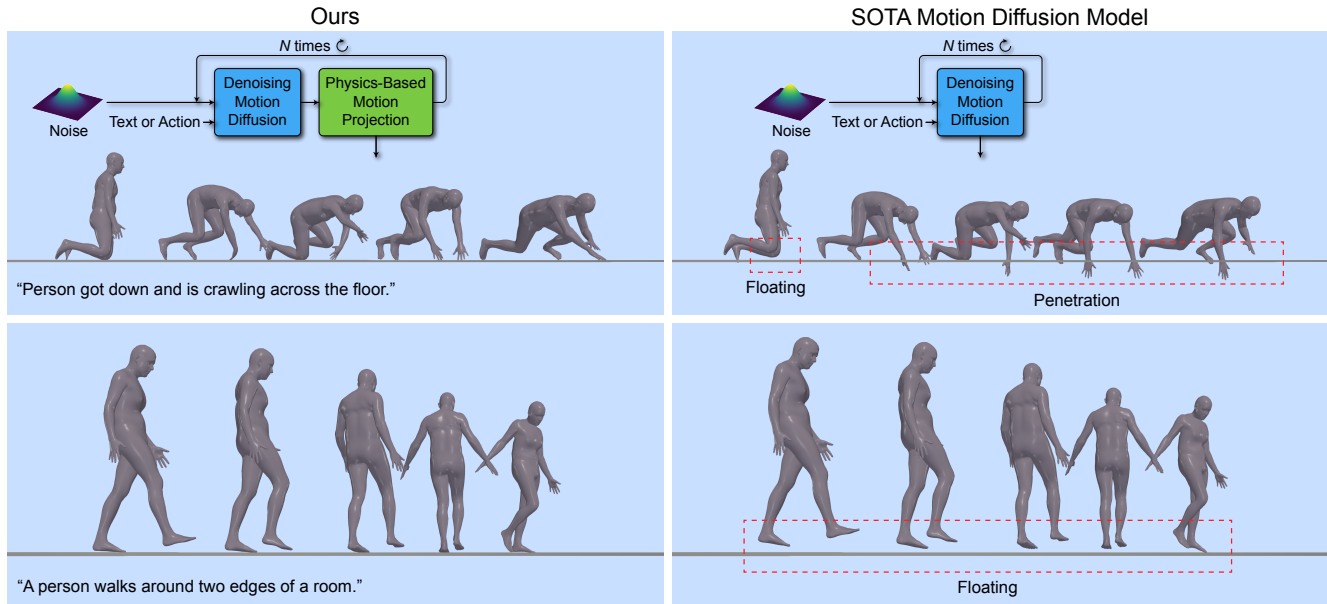 Ours
N times
Denoising
Motion
Diffusion
Physics-Based
Motion
Projection
Noise
Text or Action
“Person got down and is crawling across the floor.”
“A person walks around two edges of a room.”
SOTA Motion Diffusion Model
N times
Denoising
Motion
Diffusion
Noise
Text or Action
Floating
Penetration
Floating